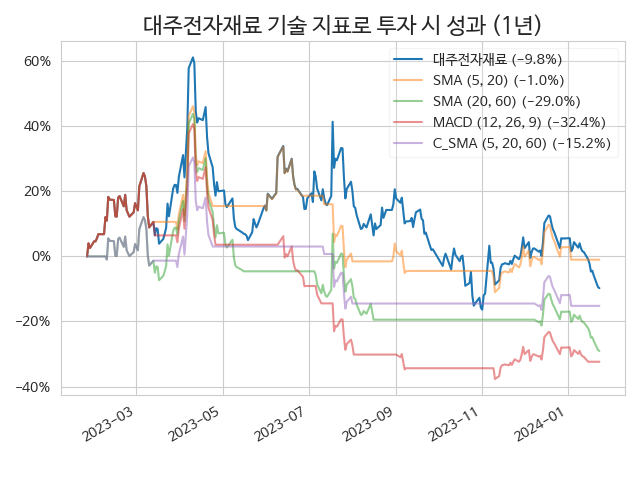 대주전자재료 기술 지표로 투자 시 성과 (1년)
60%
40%
20%
0%
−20%
−40%
대주전자재료 (−9.8%)
SMA (5, 20) (−1.0%)
SMA (20, 60) (−29.0%)
MACD (12, 26, 9) (−32.4%)
C_SMA (5, 20, 60) (−15.2%)
2023−03
2023−05
2023−07
2023−09
2023−11
2024−01